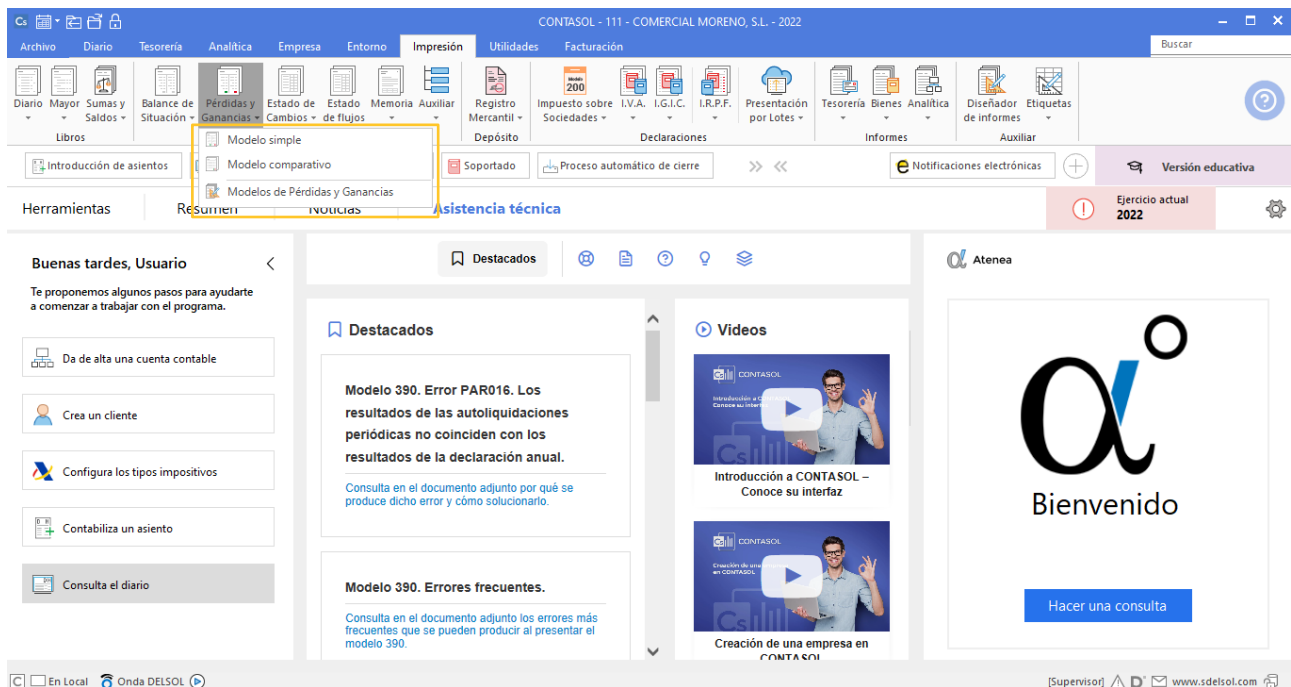 Cs
CONTASOL - 111 - COMERCIAL MORENO, S.L. - 2022
Archivo Diario Tesorería Analítica Empresa Entorno Impresión Utilidades Facturación Buscar
Diario Mayor Sumas y Saldos Balance de Situación Pérdidas y Ganancias Estado de Cambios Estado de flujos Memoria Auxiliar Registro Mercantil Modelo 200 Impuesto sobre Sociedades I.V.A. I.G.I.C. I.R.P.F. Presentación por Lotes Tesorería Bienes Analítica Diseñador de informes Etiquetas
Libros Depósito Declaraciones Informes Auxiliar
Modelo simple
Modelo comparativo
Modelos de Pérdidas y Ganancias
Introducción de asientos Soportado Proceso automático de cierre Notificaciones electrónicas Versión educativa
Herramientas Resumen Noticias Asistencia técnica
Ejercicio actual
2022
Buenas tardes, Usuario
Te proponemos algunos pasos para ayudarte
a comenzar a trabajar con el programa.
Da de alta una cuenta contable
Crea un cliente
Configura los tipos impositivos
Contabiliza un asiento
Consulta el diario
Destacados
Destacados
Modelo 390. Error PAR016. Los
resultados de las autoliquidaciones
periódicas no coinciden con los
resultados de la declaración anual.
Consulta en el documento adjunto por qué se
produce dicho error y cómo solucionarlo.
Modelo 390. Errores frecuentes.
Consulta en el documento adjunto los errores más
frecuentes que se pueden producir al presentar el
modelo 390.
Videos
CONTASOL
Introducción a CONTASOL –
Conoce su interfaz
CONTASOL
Creación de una empresa en
CONTASOL
Atenea
Bienvenido
Hacer una consulta
En Local Onda DELSOL
[Supervisor] www.sdelsol.com